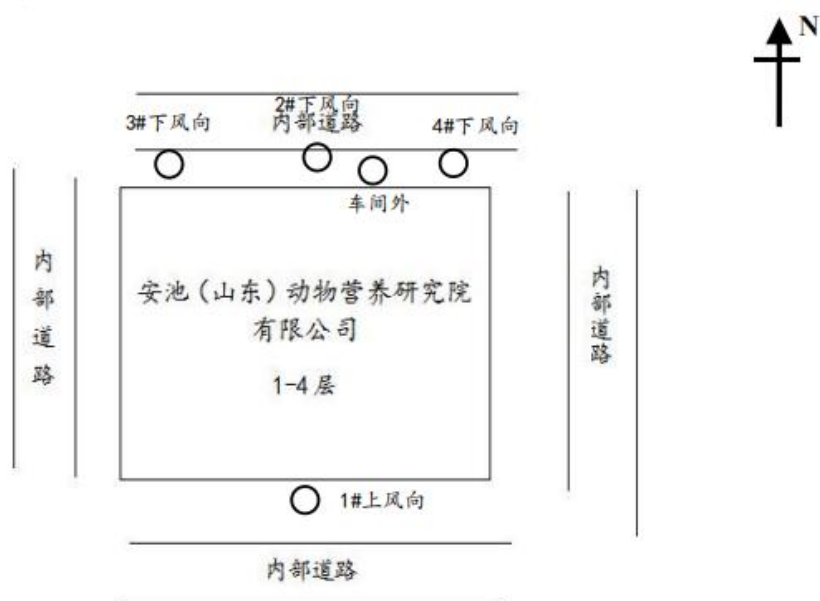 N
2#下风向
3#下风向
内部道路
4#下风向
车间外
内部道路
安池（山东）动物营养研究院
有限公司
1-4层
内部道路
1#上风向
内部道路